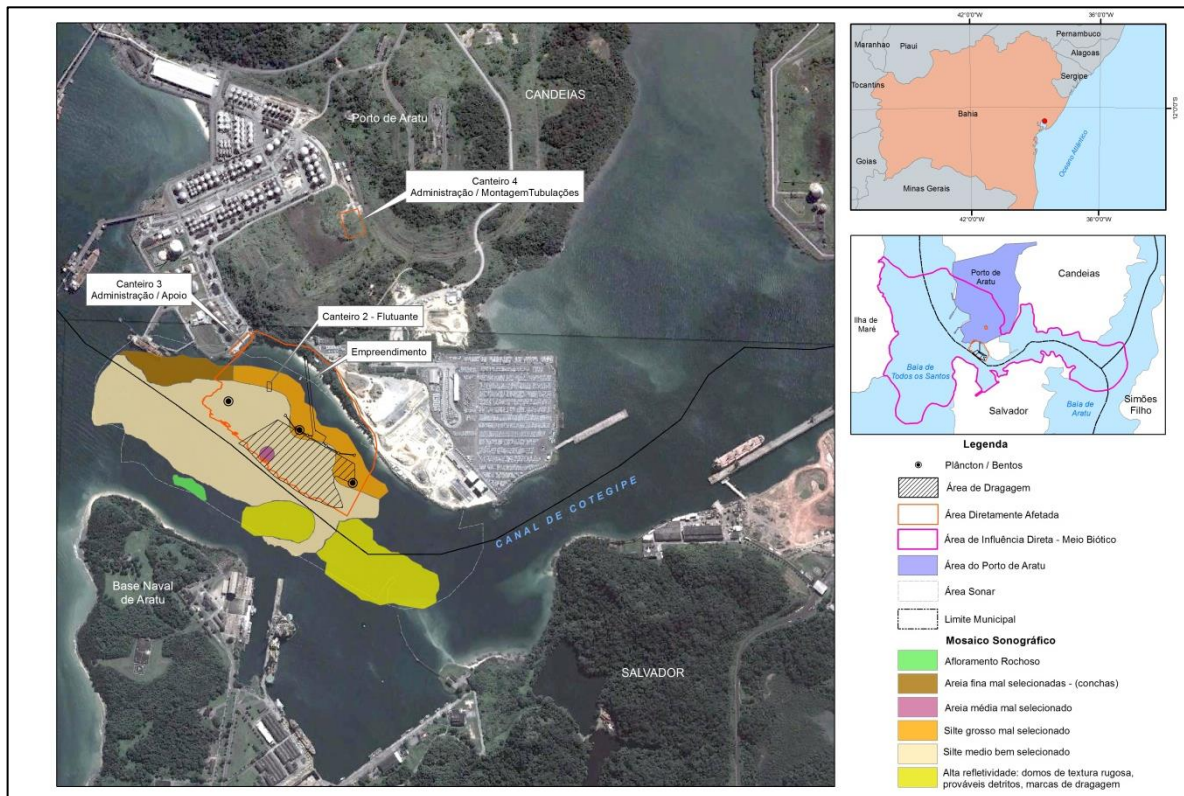 CANDEIAS
Porto de Aratu
Canteiro 4
Administração / MontagemTubulações
Canteiro 3
Administração / Apoio
Canteiro 2 - Flutuante
Empreendimento
CANAL DE COTEGIPE
Base Naval
de Aratu
SALVADOR
42°0'0"W
36°0'0"W
Maranhao
Piaui
Pernambuco
Alagoas
Sergipe
Tocantins
Bahia
12°0'0"S
Goias
Oceano Atlântico
Minas Gerais
42°0'0"W
36°0'0"W
Porto de
Aratu
Candeias
Ilha de
Maré
Baía de
Todos os Santos
Salvador
Baía de
Aratu
Simões
Filho
Legenda
Plâncton / Bentos
Área de Dragagem
Área Diretamente Afetada
Área de Influência Direta - Meio Biótico
Área do Porto de Aratu
Área Sonar
Limite Municipal
Mosaico Sonográfico
Afloramento Rochoso
Areia fina mal selecionadas - (conchas)
Areia média mal selecionado
Silte grosso mal selecionado
Silte medio bem selecionado
Alta refletividade: domos de textura rugosa,
prováveis detritos, marcas de dragagem